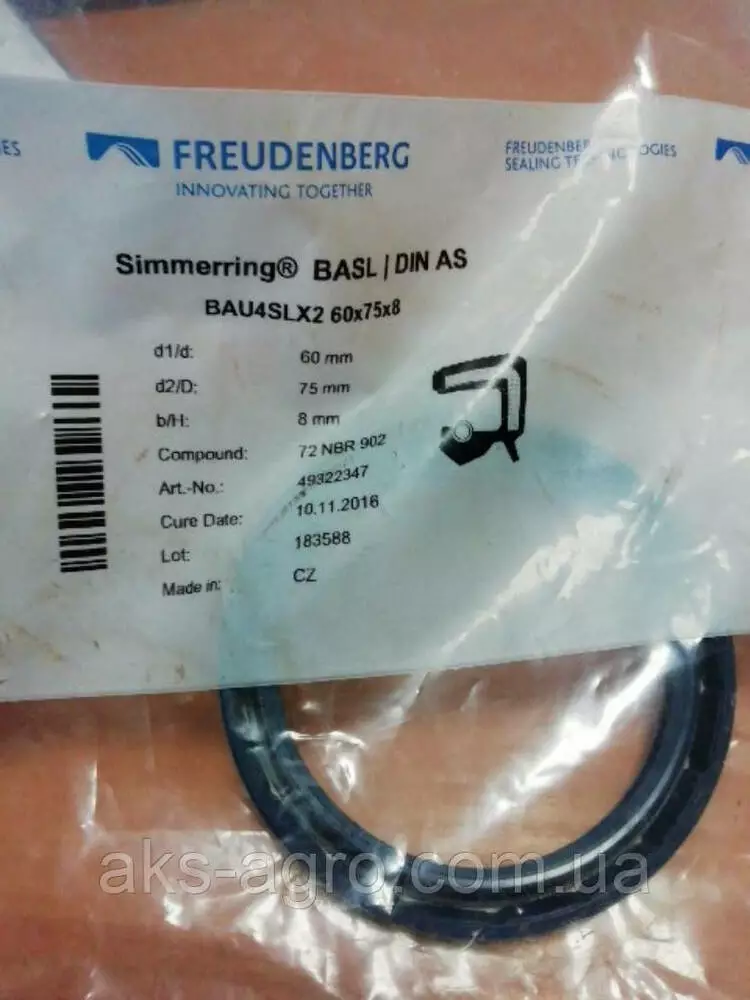 ES
FREUDENBERG
INNOVATING TOGETHER
FREUDENBERG
SEALING TECHNOLOGIES
Simmerring® BASL | DIN AS
BAU4SLX2 60x75x8
d1/d: 60 mm
d2/D: 75 mm
b/H: 8 mm
Compound: 72 NBR 902
Art.-No.: 49322347
Cure Date: 10.11.2016
Lot: 183588
Made in: CZ
aks-agro.com.ua